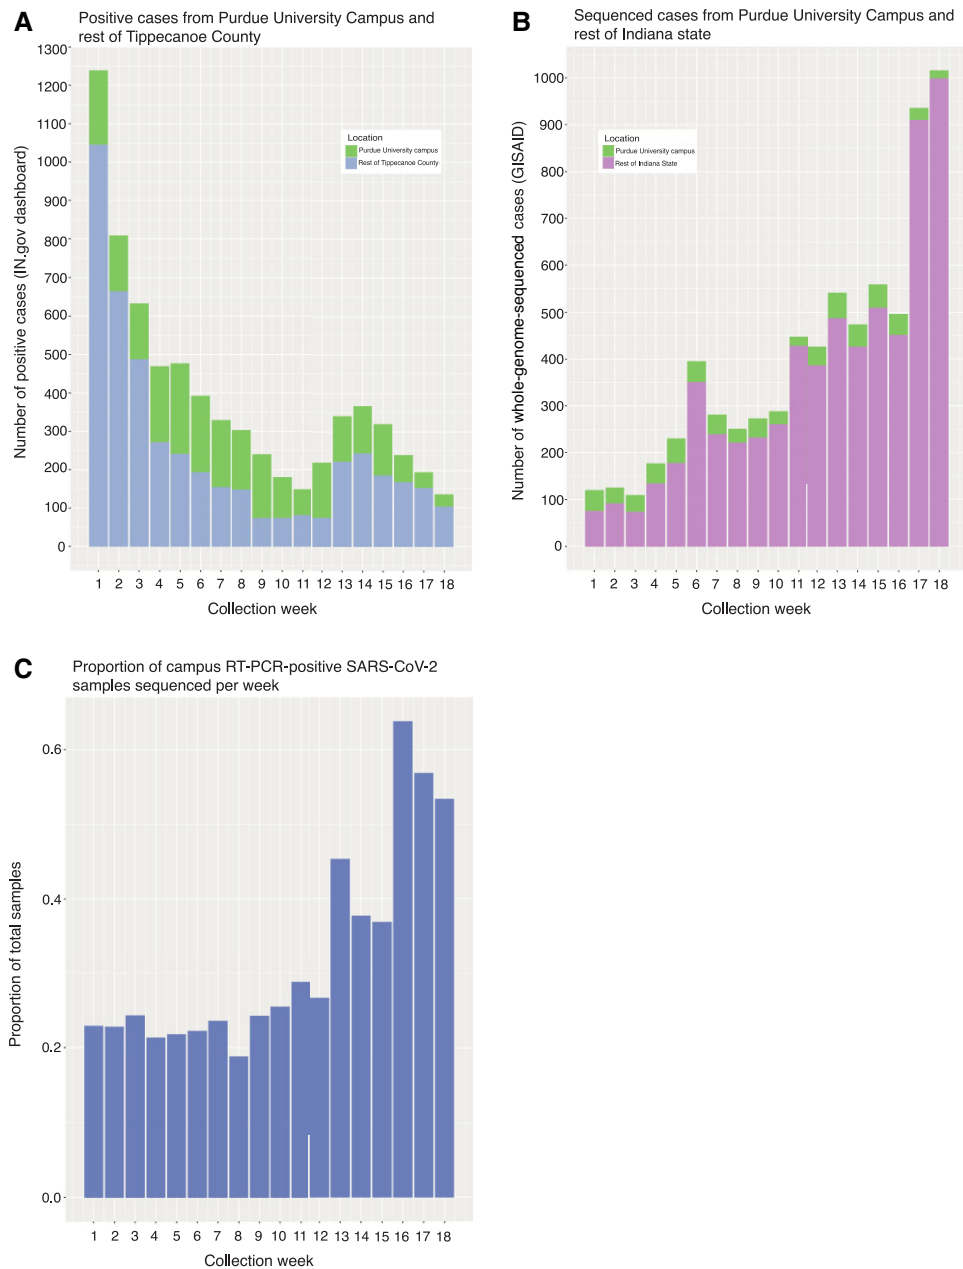 A
Positive cases from Purdue University Campus and
rest of Tippecanoe County
Number of positive cases (IN.gov dashboard)
1300
1200
1100
1000
900
800
700
600
500
400
300
200
100
0
Location
Purdue University campus
Rest of Tippecanoe County
1 2 3 4 5 6 7 8 9 10 11 12 13 14 15 16 17 18
Collection week
B
Sequenced cases from Purdue University Campus and
rest of Indiana state
Number of whole-genome-sequenced cases (GISAID)
1000
900
800
700
600
500
400
300
200
100
0
Location
Purdue University campus
Rest of Indiana State
1 2 3 4 5 6 7 8 9 10 11 12 13 14 15 16 17 18
Collection week
C
Proportion of campus RT-PCR-positive SARS-CoV-2
samples sequenced per week
Proportion of total samples
0.6
0.4
0.2
0.0
1 2 3 4 5 6 7 8 9 10 11 12 13 14 15 16 17 18
Collection week